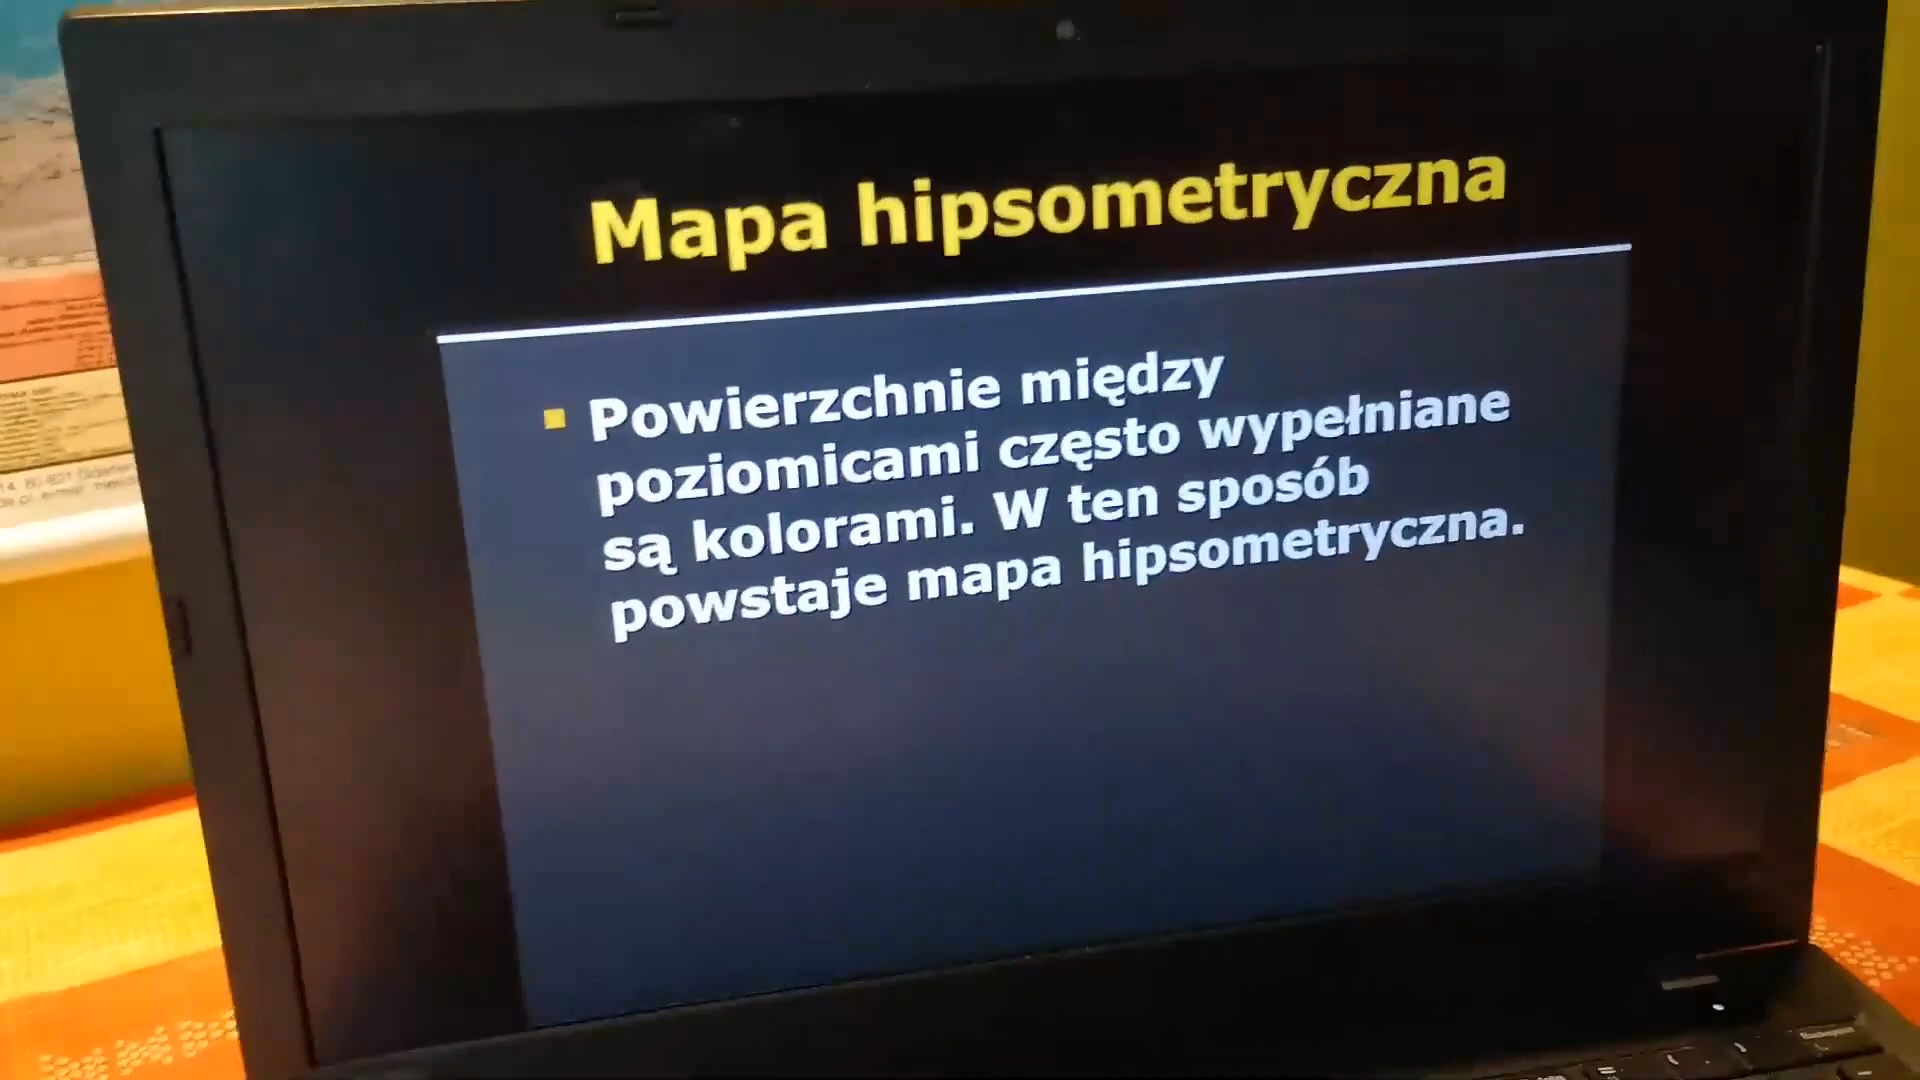 Mapa hipsometryczna
Powierzchnie między
poziomicami często wypełniane
są kolorami. W ten sposób
powstaje mapa hipsometryczna.